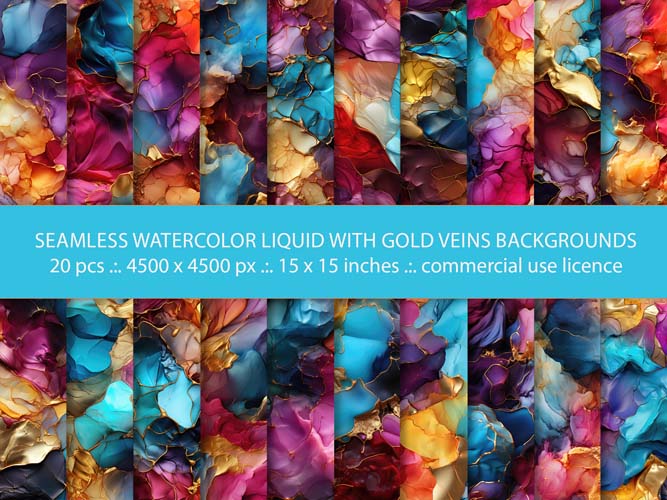 SEAMLESS WATERCOLOR LIQUID WITH GOLD VEINS BACKGROUNDS
20 pcs .:. 4500 x 4500 px .:. 15 x 15 inches .:. commercial use licence